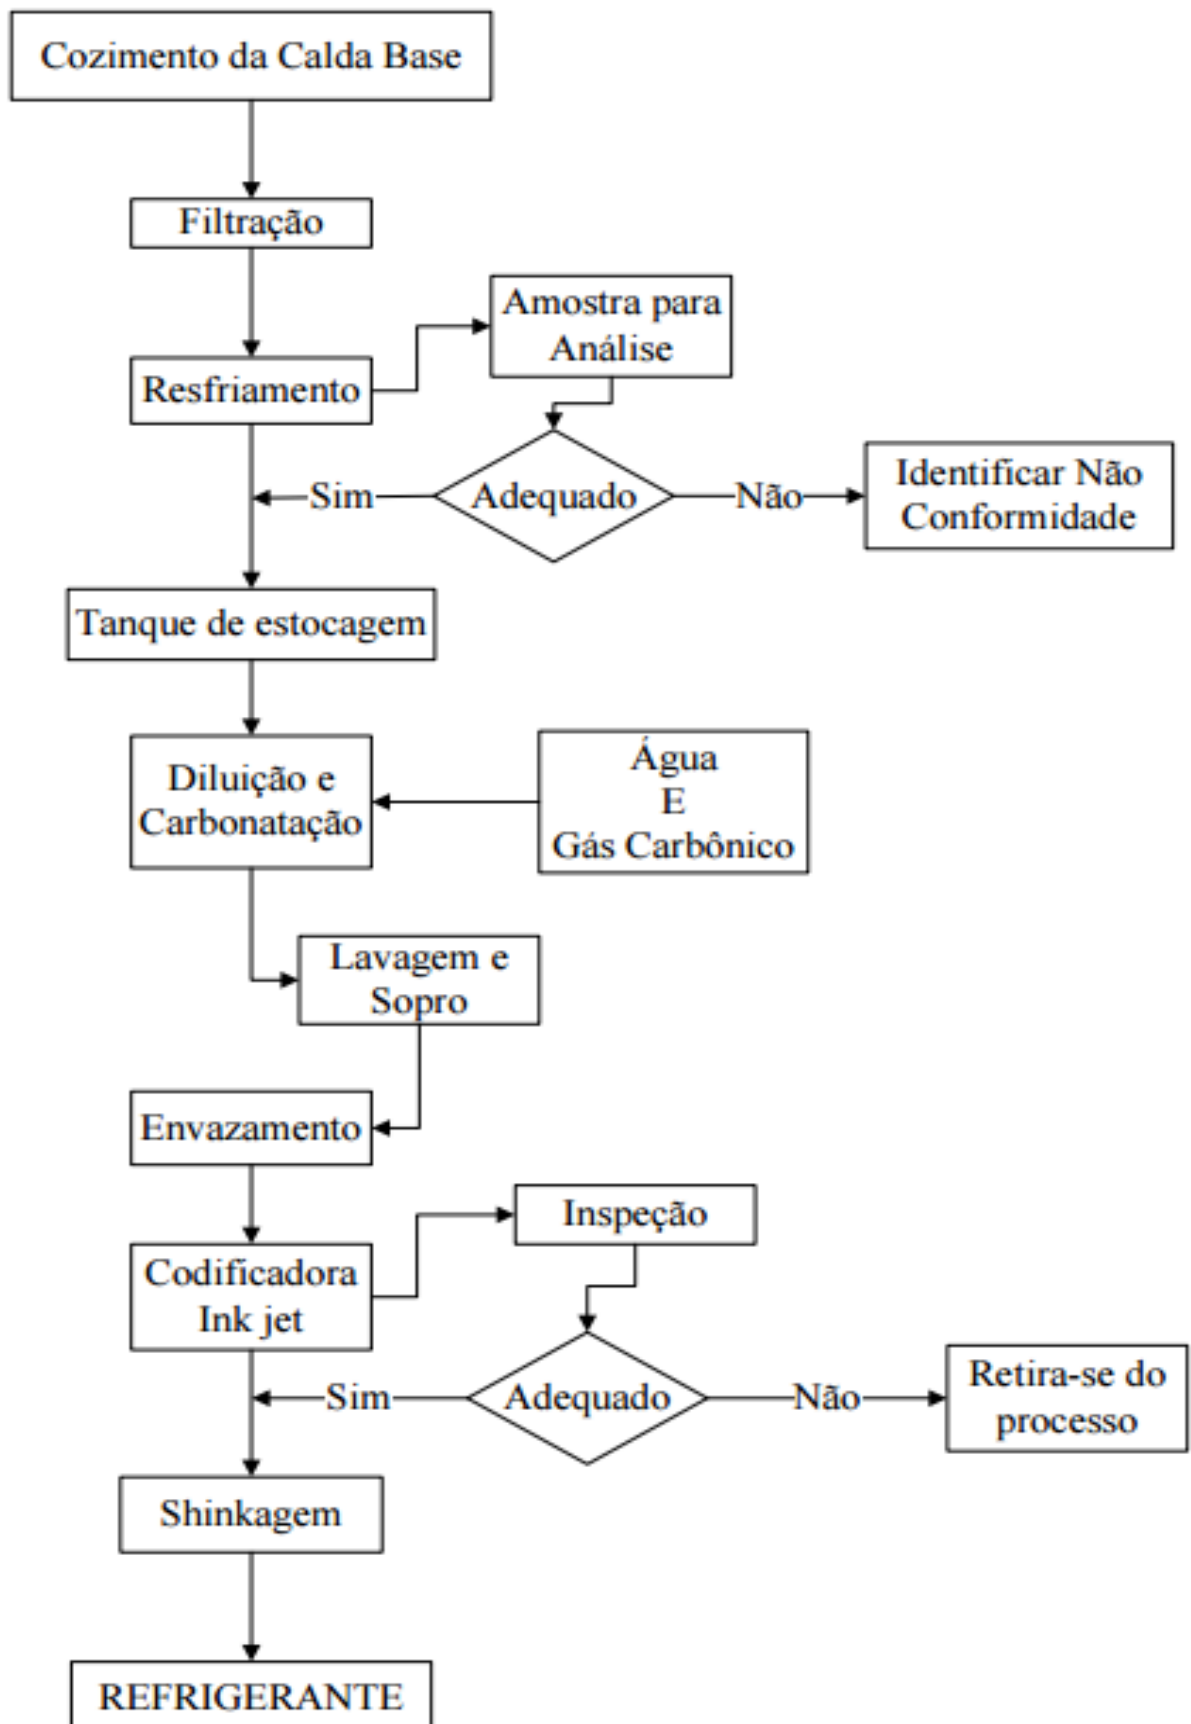 Cozimento da Calda Base
Filtração
Amostra para
Análise
Resfriamento
Sim
Adequado
Não
Identificar Não
Conformidade
Tanque de estocagem
Diluição e
Carbonatação
Água
E
Gás Carbônico
Lavagem e
Sopro
Envazamento
Inspeção
Codificadora
Ink jet
Sim
Adequado
Não
Retira-se do
processo
Shinkagem
REFRIGERANTE